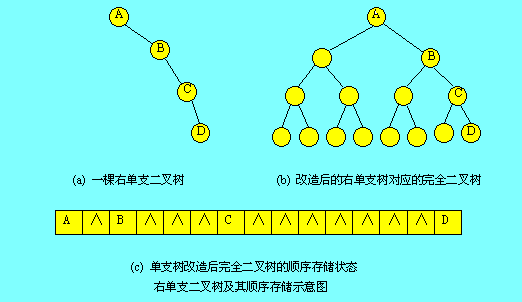 A
B
C
D
(a) 一棵右单支二叉树
A
B
C
D
(b) 改造后的右单支树对应的完全二叉树
A ∧ B ∧ ∧ ∧ C ∧ ∧ ∧ ∧ ∧ ∧ ∧ D
(c) 单支树改造后完全二叉树的顺序存储状态
右单支二叉树及其顺序存储示意图